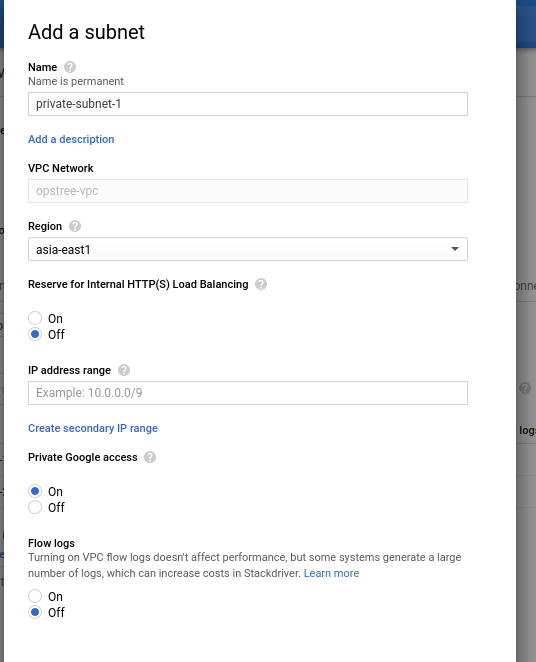 Add a subnet
Name
Name is permanent
private-subnet-1
Add a description
VPC Network
opstree-vpc
Region
asia-east1
Reserve for Internal HTTP(S) Load Balancing
On
Off
IP address range
Example: 10.0.0.0/9
Create secondary IP range
Private Google access
On
Off
Flow logs
Turning on VPC flow logs doesn't affect performance, but some systems generate a large
number of logs, which can increase costs in Stackdriver. Learn more
On
Off